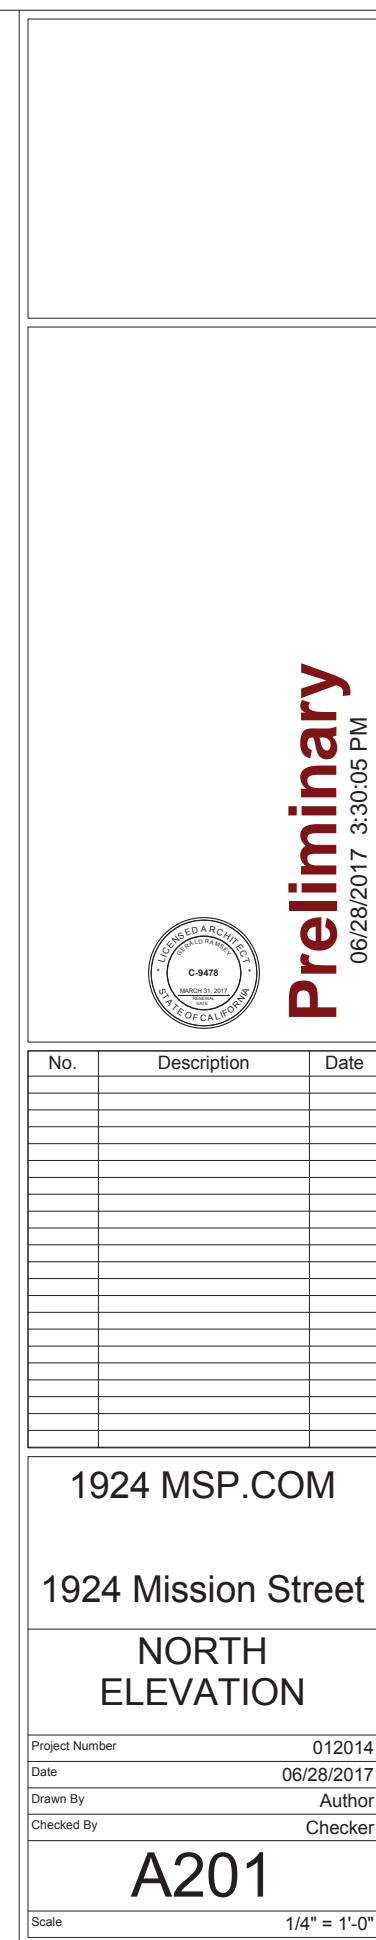 Preliminary
06/28/2017 3:30:05 PM
LICENSED ARCHITECT
GERALD RAMSEY
C-9478
MARCH 31, 2017
RENEWAL
DATE
STATE OF CALIFORNIA
No. Description Date
1924 MSP.COM
1924 Mission Street
NORTH
ELEVATION
Project Number 012014
Date 06/28/2017
Drawn By Author
Checked By Checker
A201
Scale 1/4" = 1'-0"